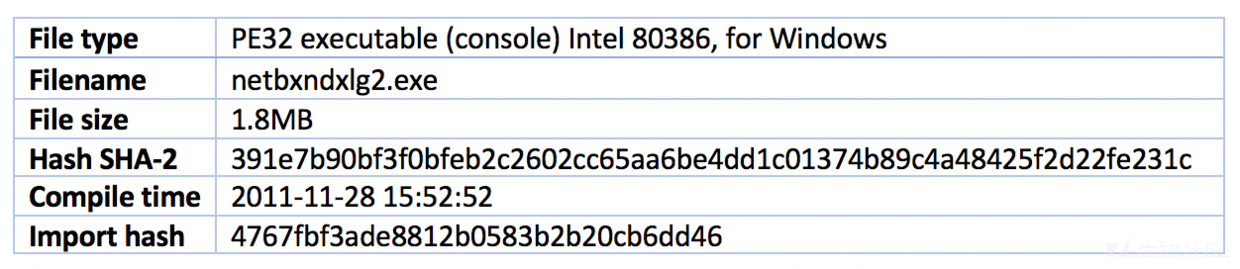 File type PE32 executable (console) Intel 80386, for Windows
Filename netbxndxlg2.exe
File size 1.8MB
Hash SHA-2 391e7b90bf3f0bfeb2c2602cc65aa6be4dd1c01374b89c4a48425f2d22fe231c
Compile time 2011-11-28 15:52:52
Import hash 4767fbf3ade8812b0583b2b20cb6dd46